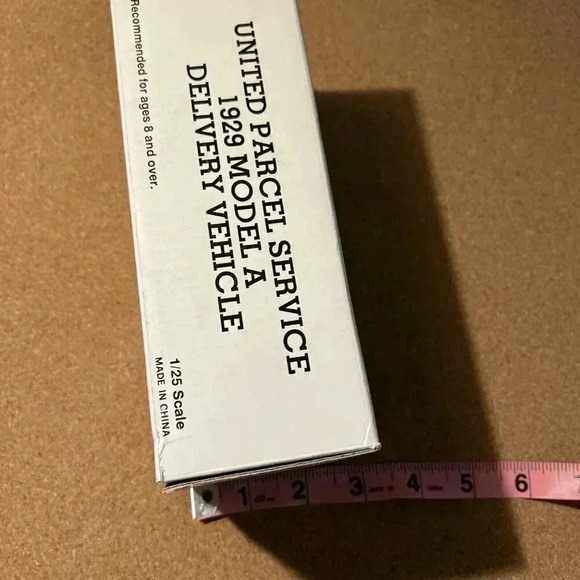 UNITED PARCEL SERVICE
1929 MODEL A
DELIVERY VEHICLE
Recommended for ages 8 and over.
1/25 Scale
MADE IN CHINA
1 2 3 4 5 6